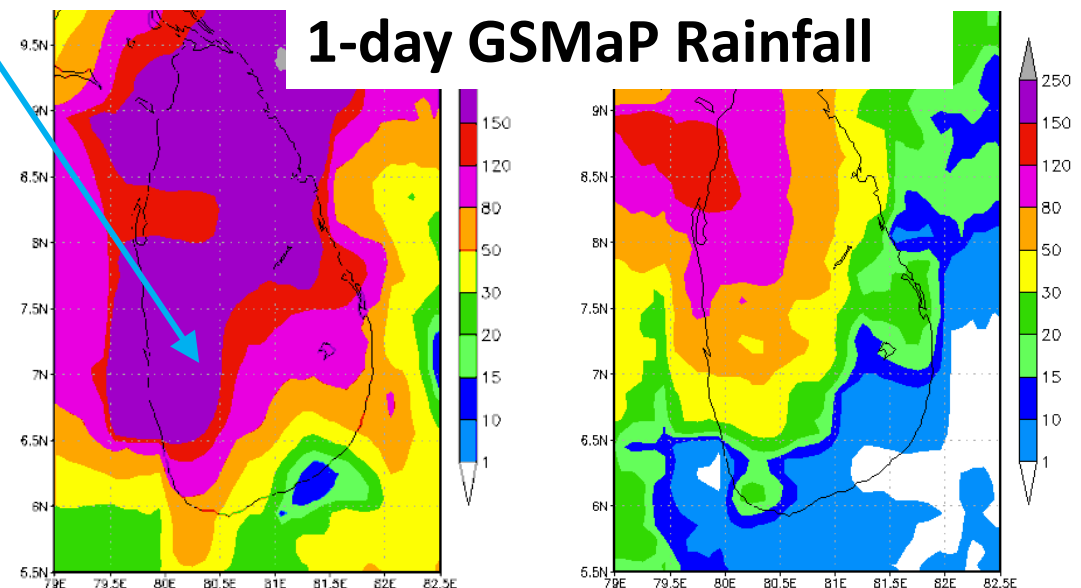 1-day GSMaP Rainfall
9.5N
9N
8.5N
8N
7.5N
7N
6.5N
6N
5.5N
79E 79.5E 80E 80.5E 81E 81.5E 82E 82.5E
150
120
80
50
30
20
15
10
1
9N
8.5N
8N
7.5N
7N
6.5N
6N
5.5N
79E 79.5E 80E 80.5E 81E 81.5E 82E 82.5E
250
150
120
80
50
30
20
15
10
1